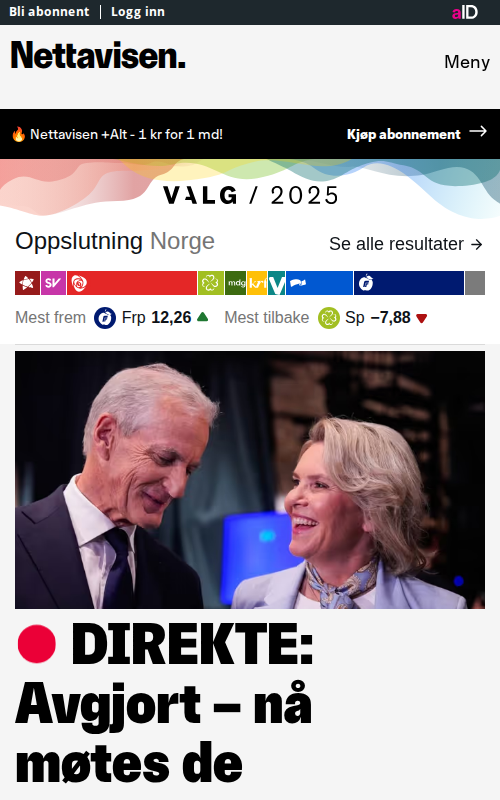 Bli abonnent | Logg inn
aID
Nettavisen.
Meny
🔥 Nettavisen +Alt - 1 kr for 1 md!
Kjøp abonnement →
VALG / 2025
Oppslutning Norge
Se alle resultater →
SV
mdg
krf
V
Mest frem Frp 12,26 ▲ Mest tilbake Sp −7,88 ▼
DIREKTE:
Avgjort – nå
møtes de